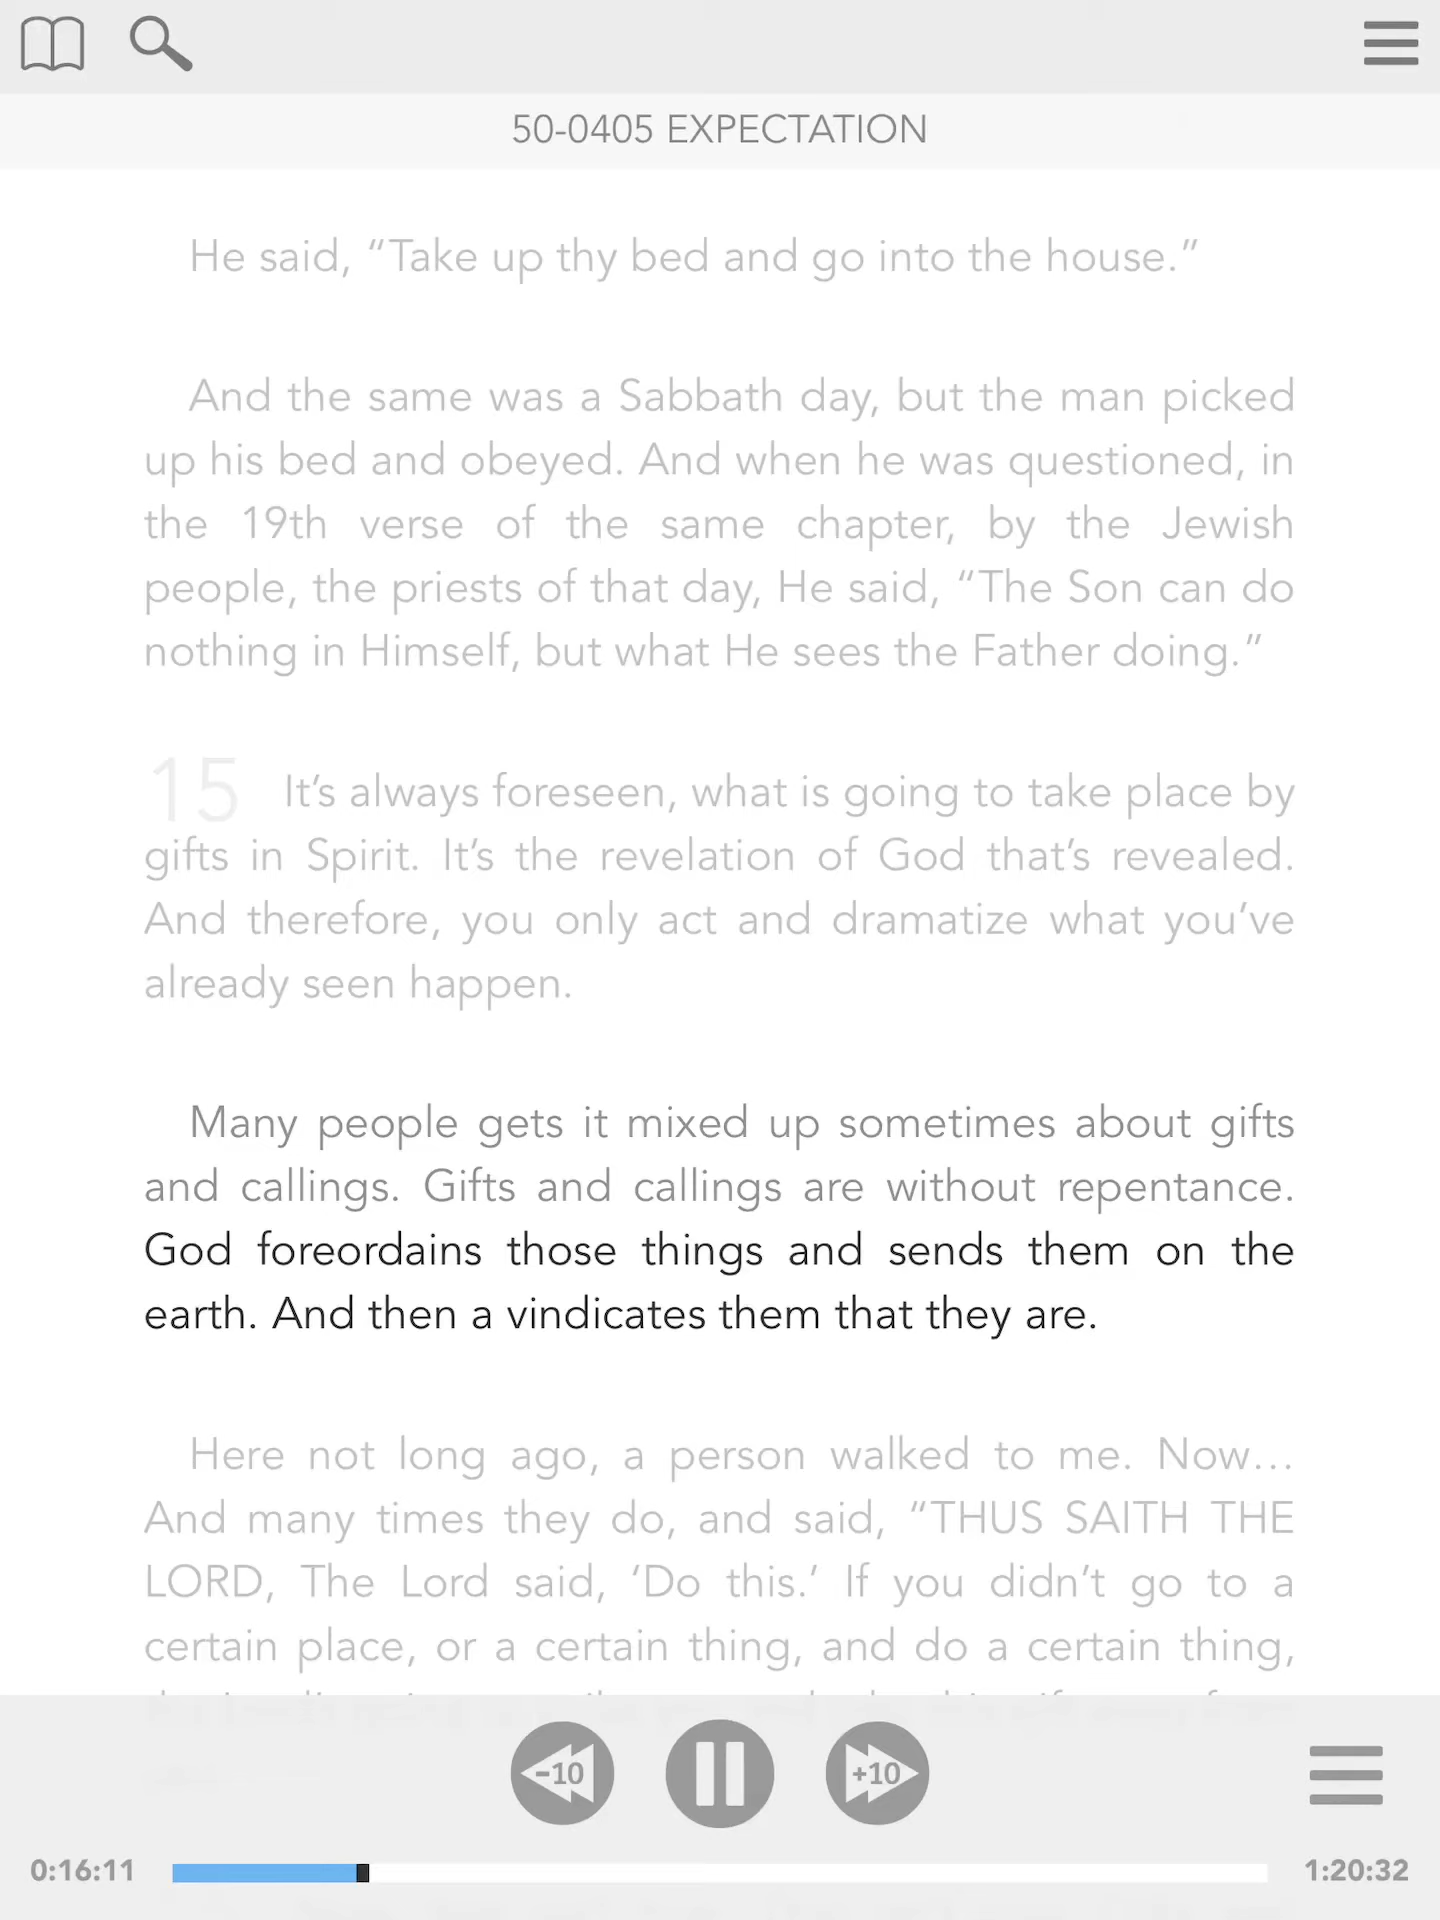 50-0405 EXPECTATION
He said, “Take up thy bed and go into the house.”
And the same was a Sabbath day, but the man picked
up his bed and obeyed. And when he was questioned, in
the 19th verse of the same chapter, by the Jewish
people, the priests of that day, He said, “The Son can do
nothing in Himself, but what He sees the Father doing.”
15 It’s always foreseen, what is going to take place by
gifts in Spirit. It’s the revelation of God that’s revealed.
And therefore, you only act and dramatize what you’ve
already seen happen.
Many people gets it mixed up sometimes about gifts
and callings. Gifts and callings are without repentance.
God foreordains those things and sends them on the
earth. And then a vindicates them that they are.
Here not long ago, a person walked to me. Now…
And many times they do, and said, “THUS SAITH THE
LORD, The Lord said, ‘Do this.’ If you didn’t go to a
certain place, or a certain thing, and do a certain thing,
-10 +10
0:16:11 1:20:32